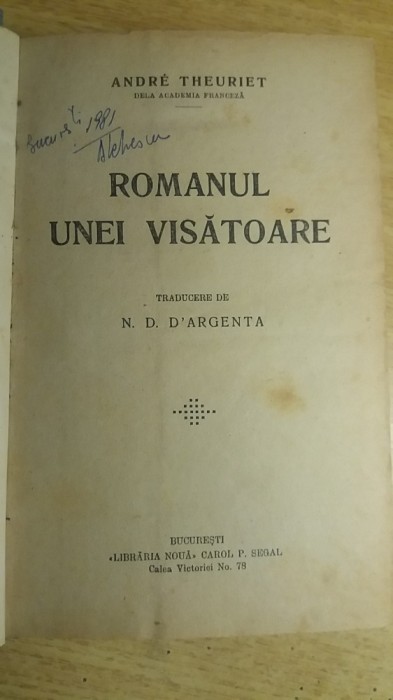 ANDRÉ THEURIET
DELA ACADEMIA FRANCEZĂ
București 1981
ROMANUL
UNEI VISĂTOARE
TRADUCERE DE
N. D. D'ARGENTA
BUCUREȘTI
«LIBRĂRIA NOUĂ» CAROL P. SEGAL
Calea Victoriei No. 78